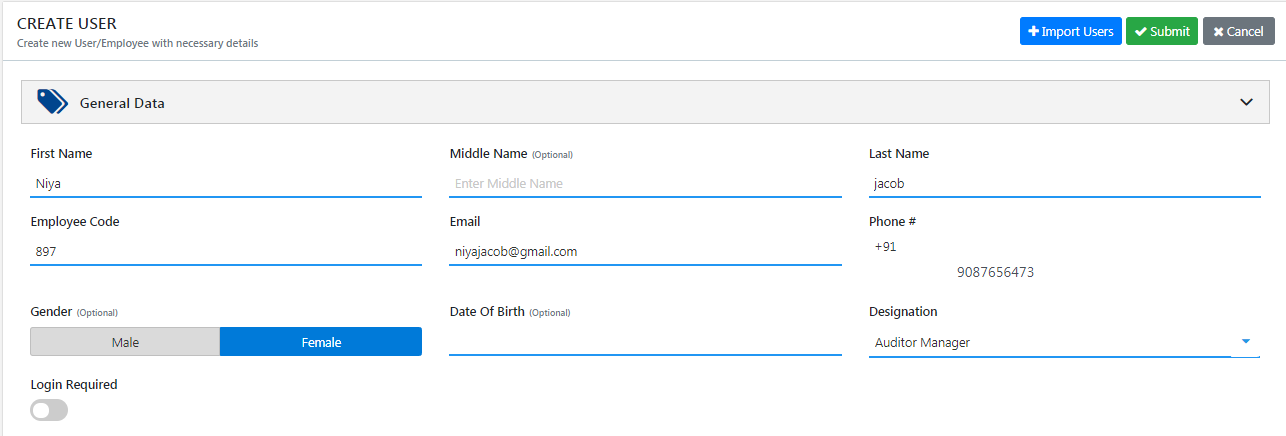 CREATE USER
Create new User/Employee with necessary details
Import Users
Submit
Cancel
General Data
First Name
Middle Name (Optional)
Last Name
Niya
Enter Middle Name
jacob
Employee Code
Email
Phone #
897
niyajacob@gmail.com
+91
9087656473
Gender (Optional)
Date Of Birth (Optional)
Designation
Male
Female
Auditor Manager
Login Required